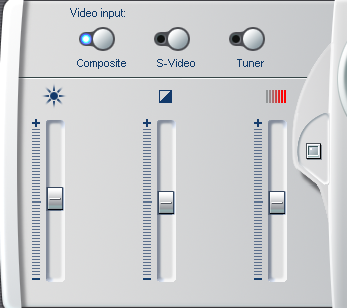 Video input:
Composite S-Video Tuner
+ + +
- - -